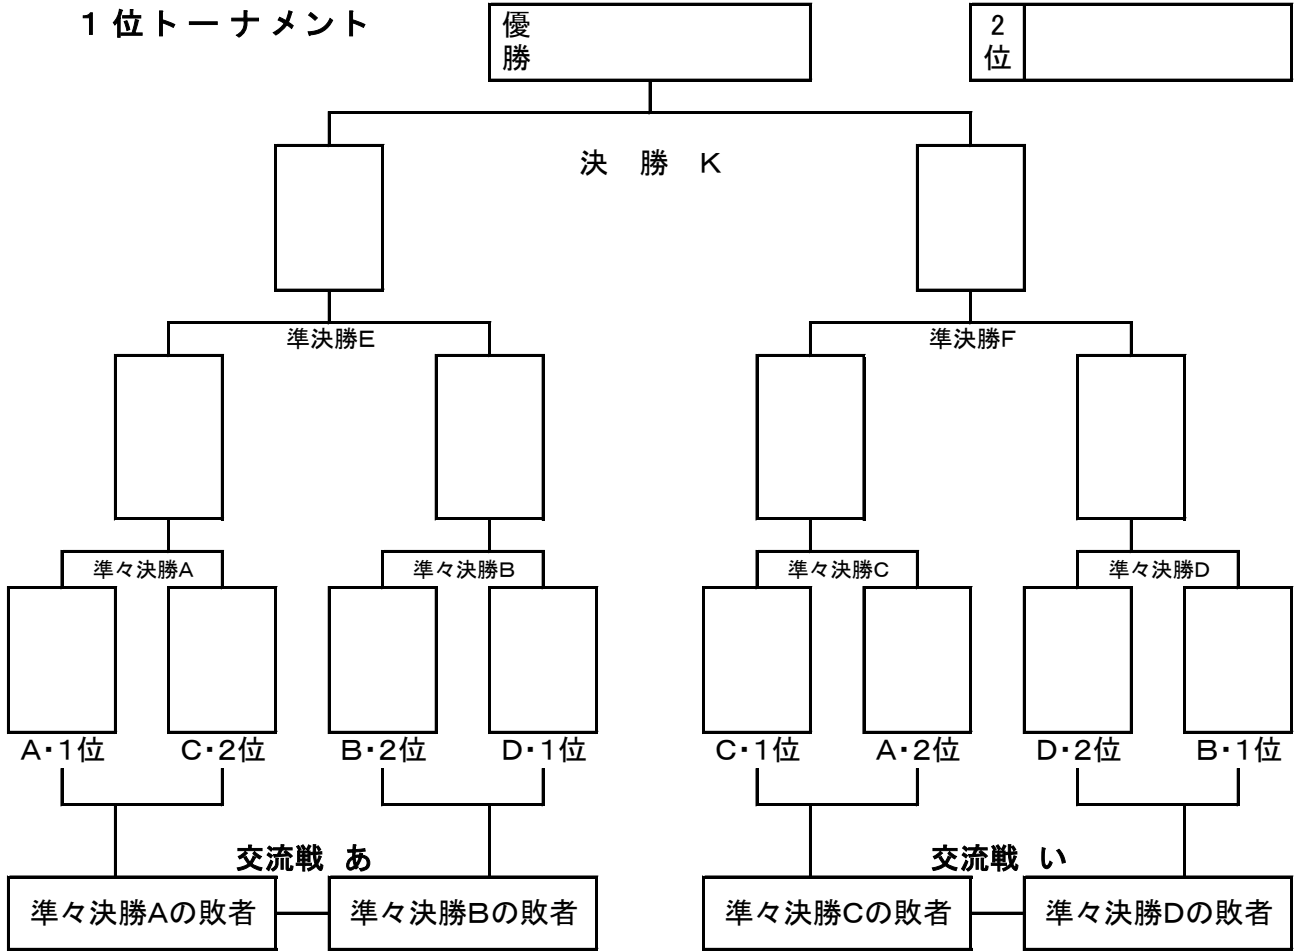 1位トーナメント
優勝
2位
決 勝 K
準決勝E
準決勝F
準々決勝A
準々決勝B
準々決勝C
準々決勝D
A・1位
C・2位
B・2位
D・1位
C・1位
A・2位
D・2位
B・1位
交流戦 あ
交流戦 い
準々決勝Aの敗者
準々決勝Bの敗者
準々決勝Cの敗者
準々決勝Dの敗者